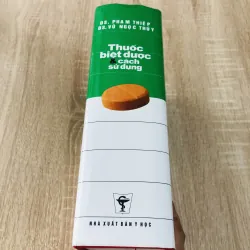 DS. PHẠM THIỆP
DS. VŨ NGỌC THÚY
Thuốc
biệt dược
& cách
sử dụng
NHÀ XUẤT BẢN Y HỌC